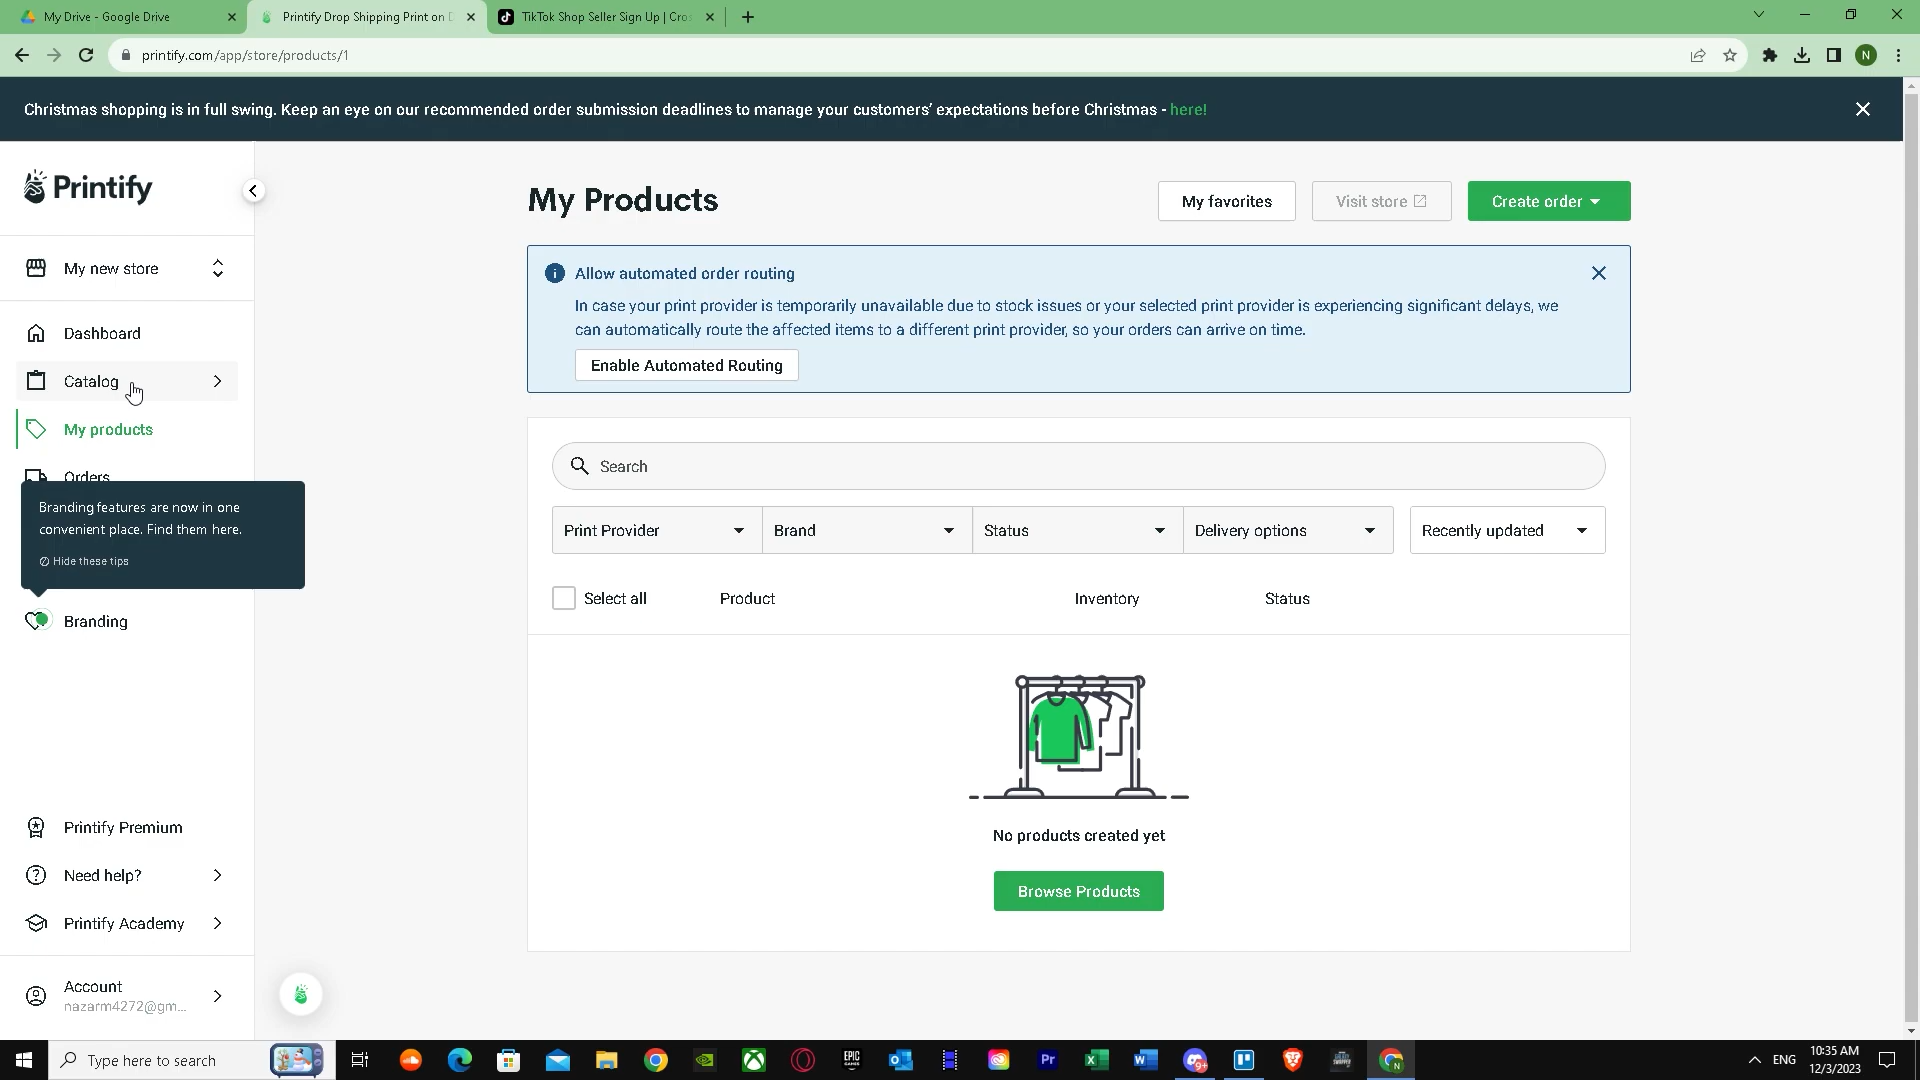 My Drive - Google Drive
Printify Drop Shipping Print on D
TikTok Shop Seller Sign Up | Cros
printify.com/app/store/products/1
N
Christmas shopping is in full swing. Keep an eye on our recommended order submission deadlines to manage your customers’ expectations before Christmas - here!
Printify
My new store
Dashboard
Catalog
My products
Orders
Branding features are now in one
convenient place. Find them here.
Hide these tips
Branding
Printify Premium
Need help?
Printify Academy
Account
nazarm4272@gm...
My Products
My favorites
Visit store
Create order
Allow automated order routing
In case your print provider is temporarily unavailable due to stock issues or your selected print provider is experiencing significant delays, we
can automatically route the affected items to a different print provider, so your orders can arrive on time.
Enable Automated Routing
Search
Print Provider
Brand
Status
Delivery options
Recently updated
Select all
Product
Inventory
Status
No products created yet
Browse Products
Type here to search
EPIC
GAMES
Pr
9+
N
ENG
10:35 AM
12/3/2023